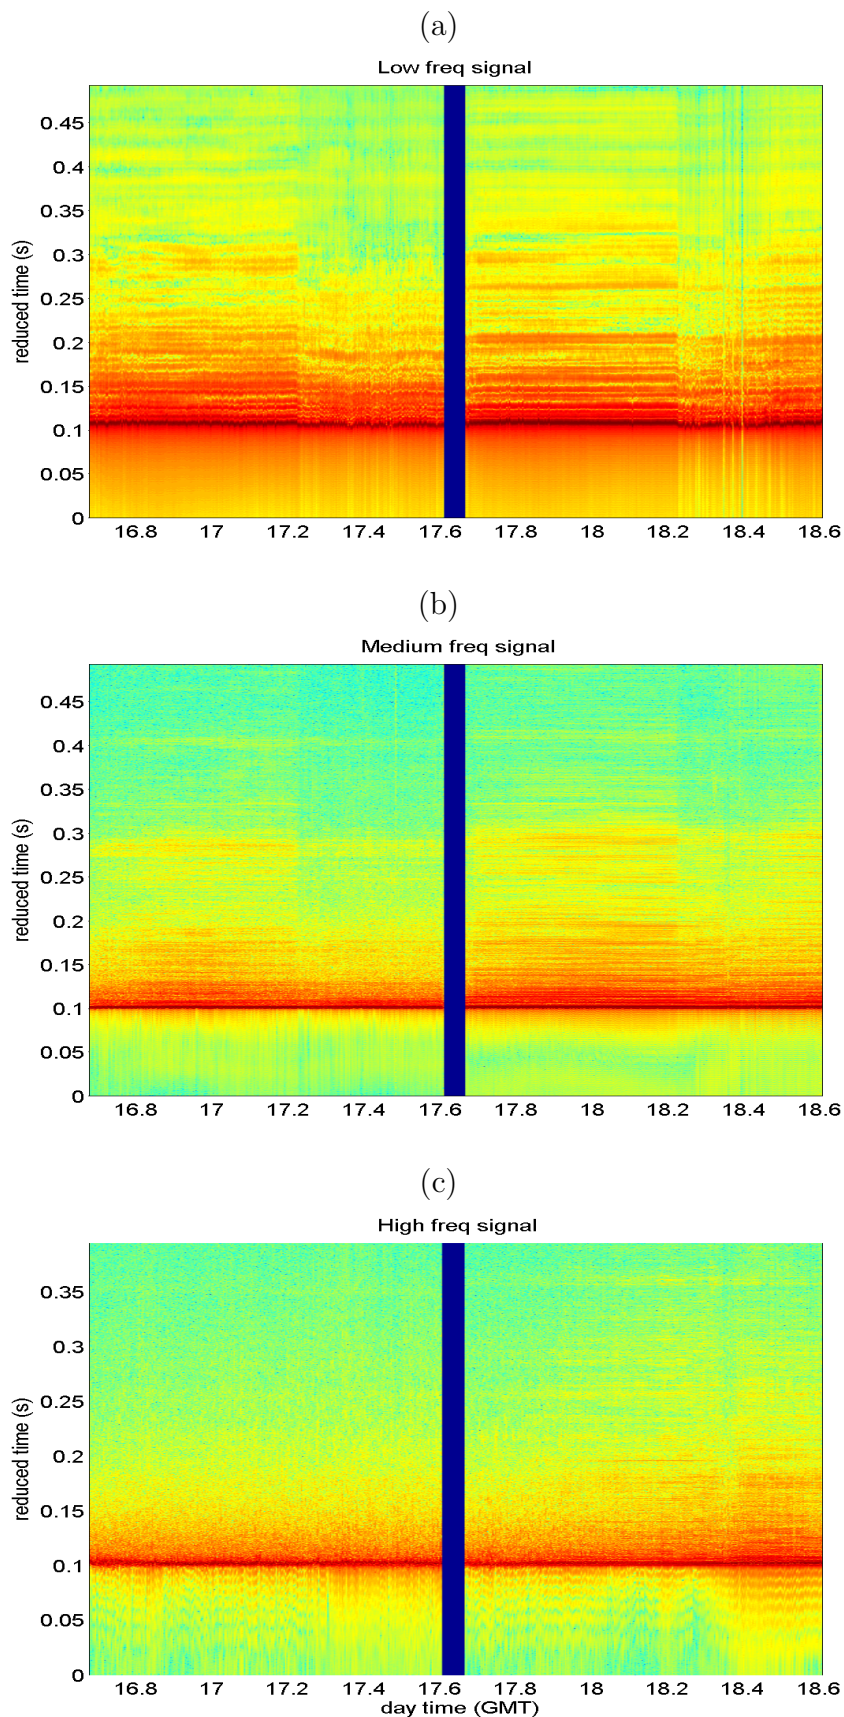 (a)
Low freq signal
0.45
0.4
0.35
0.3
0.25
0.2
0.15
0.1
0.05
0
reduced time (s)
16.8 17 17.2 17.4 17.6 17.8 18 18.2 18.4 18.6
(b)
Medium freq signal
0.45
0.4
0.35
0.3
0.25
0.2
0.15
0.1
0.05
0
reduced time (s)
16.8 17 17.2 17.4 17.6 17.8 18 18.2 18.4 18.6
(c)
High freq signal
0.35
0.3
0.25
0.2
0.15
0.1
0.05
0
reduced time (s)
16.8 17 17.2 17.4 17.6 17.8 18 18.2 18.4 18.6
day time (GMT)